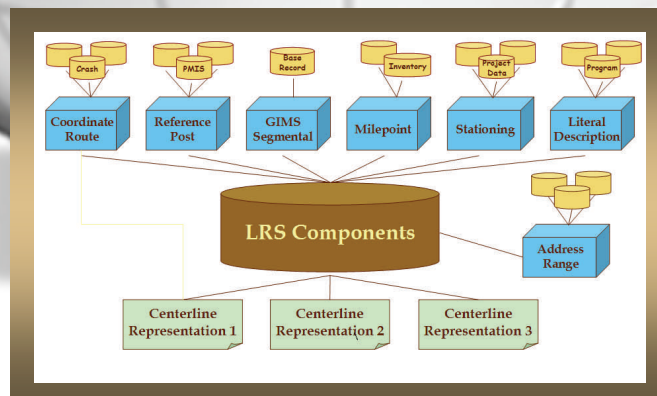 Crash
PMIS
Base
Record
Inventory
Project
Data
Program
Coordinate
Route
Reference
Post
GIMS
Segmental
Milepoint
Stationing
Literal
Description
LRS Components
Address
Range
Centerline
Representation 1
Centerline
Representation 2
Centerline
Representation 3